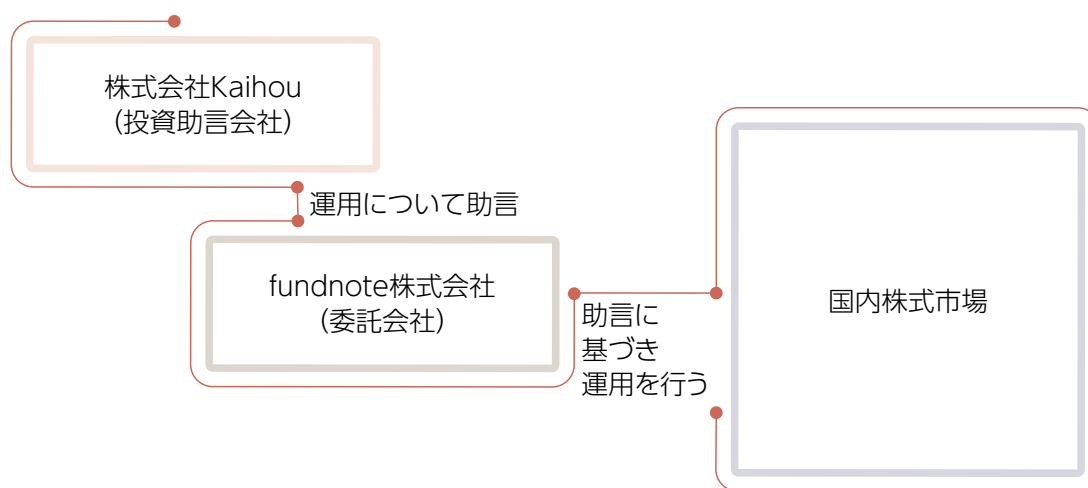 株式会社Kaihou
（投資助言会社）
運用について助言
fundnote株式会社
（委託会社）
助言に
基づき
運用を行う
国内株式市場